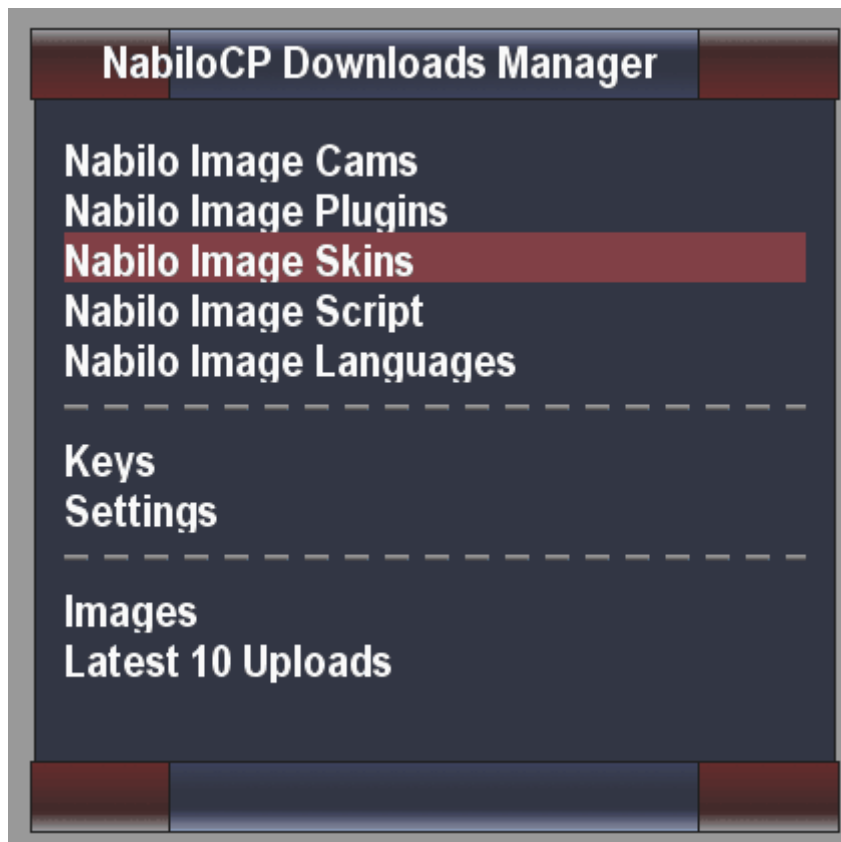 NabiloCP Downloads Manager
Nabilo Image Cams
Nabilo Image Plugins
Nabilo Image Skins
Nabilo Image Script
Nabilo Image Languages
Keys
Settings
Images
Latest 10 Uploads